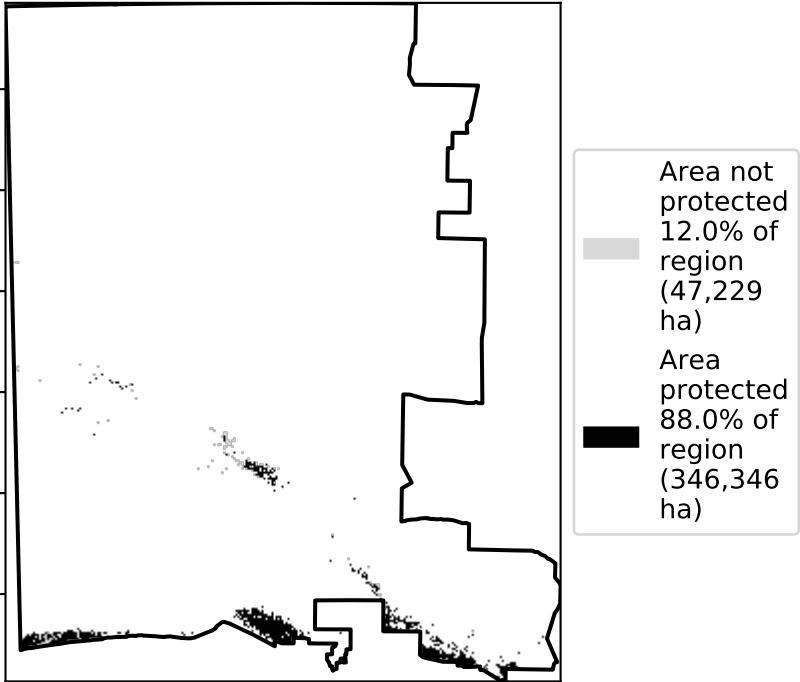 Area not
protected
12.0% of
region
(47,229
ha)
Area
protected
88.0% of
region
(346,346
ha)